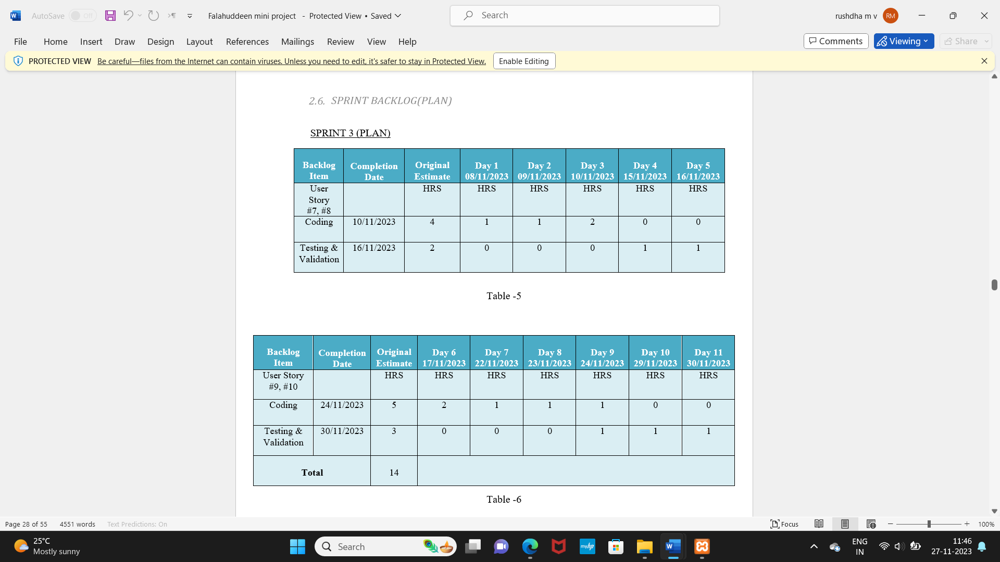 AutoSave Off Falahuddeen mini project - Protected View • Saved Search rushdha m v RM
File Home Insert Draw Design Layout References Mailings Review View Help Comments Viewing Share
PROTECTED VIEW Be careful—files from the Internet can contain viruses. Unless you need to edit, it's safer to stay in Protected View. Enable Editing
2.6. SPRINT BACKLOG(PLAN)
SPRINT 3 (PLAN)
Backlog Completion Original Day 1 Day 2 Day 3 Day 4 Day 5
Item Date Estimate 08/11/2023 09/11/2023 10/11/2023 15/11/2023 16/11/2023
User HRS HRS HRS HRS HRS HRS
Story
#7, #8
Coding 10/11/2023 4 1 1 2 0 0
Testing & 16/11/2023 2 0 0 0 1 1
Validation
Table -5
Backlog Completion Original Day 6 Day 7 Day 8 Day 9 Day 10 Day 11
Item Date Estimate 17/11/2023 22/11/2023 23/11/2023 24/11/2023 29/11/2023 30/11/2023
User Story HRS HRS HRS HRS HRS HRS HRS
#9, #10
Coding 24/11/2023 5 2 1 1 1 0 0
Testing & 30/11/2023 3 0 0 0 1 1 1
Validation
Total 14
Table -6
Page 28 of 55 4551 words Text Predictions: On Focus 100%
25°C
Mostly sunny
Search
myhp
ENG
IN
11:46
27-11-2023